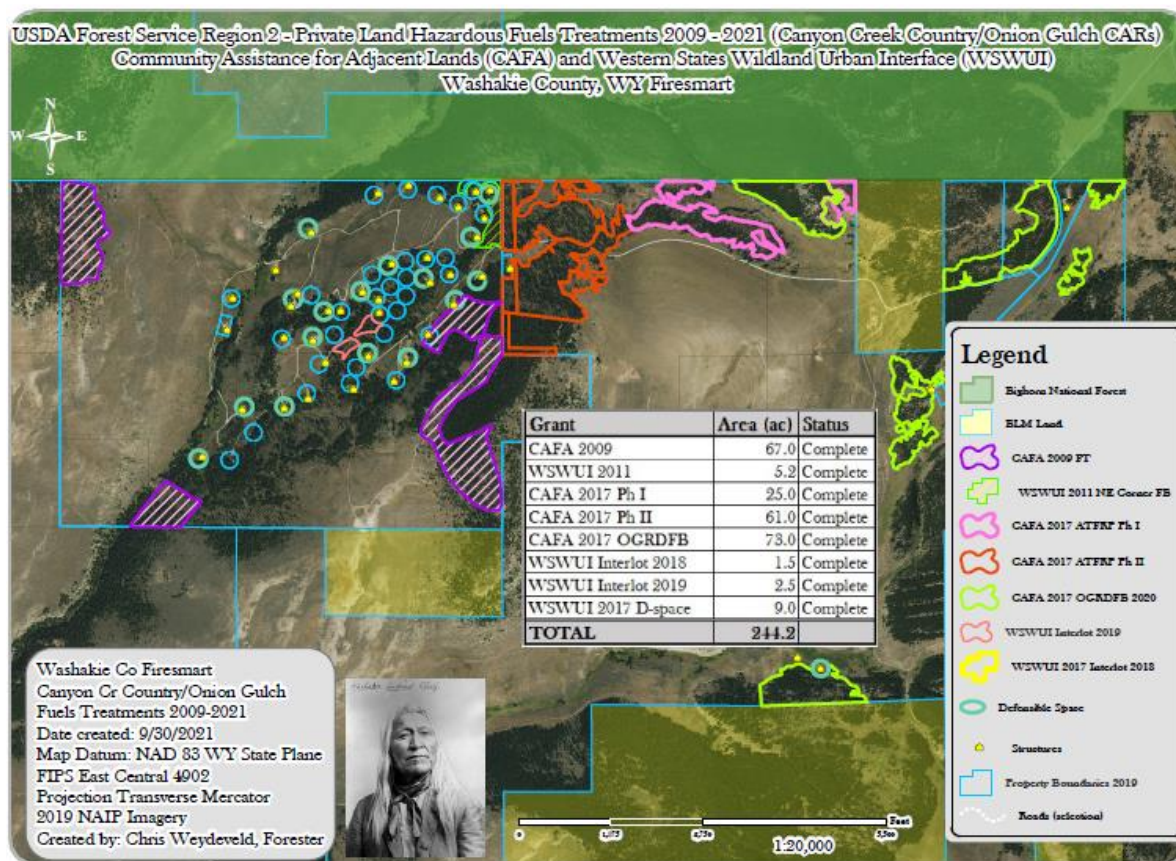 USDA Forest Service Region 2 - Private Land Hazardous Fuels Treatments 2009 - 2021 (Canyon Creek Country/Onion Gulch CARs)
Community Assistance for Adjacent Lands (CAFA) and Western States Wildland Urban Interface (WSWUI)
Washakie County, WY Firesmart
N
W E
S
Legend
Bighorn National Forest
BLM Land
CAFA 2009 FT
WSWUI 2011 NE Corner FB
CAFA 2017 ATFRP Ph I
CAFA 2017 ATFRP Ph II
CAFA 2017 OGRDFB 2020
WSWUI Interlot 2019
WSWUI 2017 Interlot 2018
Defensible Space
Structures
Property Boundaries 2019
Roads (selection)
Grant Area (ac) Status
CAFA 2009 67.0 Complete
WSWUI 2011 5.2 Complete
CAFA 2017 Ph I 25.0 Complete
CAFA 2017 Ph II 61.0 Complete
CAFA 2017 OGRDFB 73.0 Complete
WSWUI Interlot 2018 1.5 Complete
WSWUI Interlot 2019 2.5 Complete
WSWUI 2017 D-space 9.0 Complete
TOTAL 244.2
Washakie Co Firesmart
Canyon Cr Country/Onion Gulch
Fuels Treatments 2009-2021
Date created: 9/30/2021
Map Datum: NAD 83 WY State Plane
FIPS East Central 4902
Projection Transverse Mercator
2019 NAIP Imagery
Created by: Chris Weydeveld, Forester
Feet
0 5,500
1:20,000